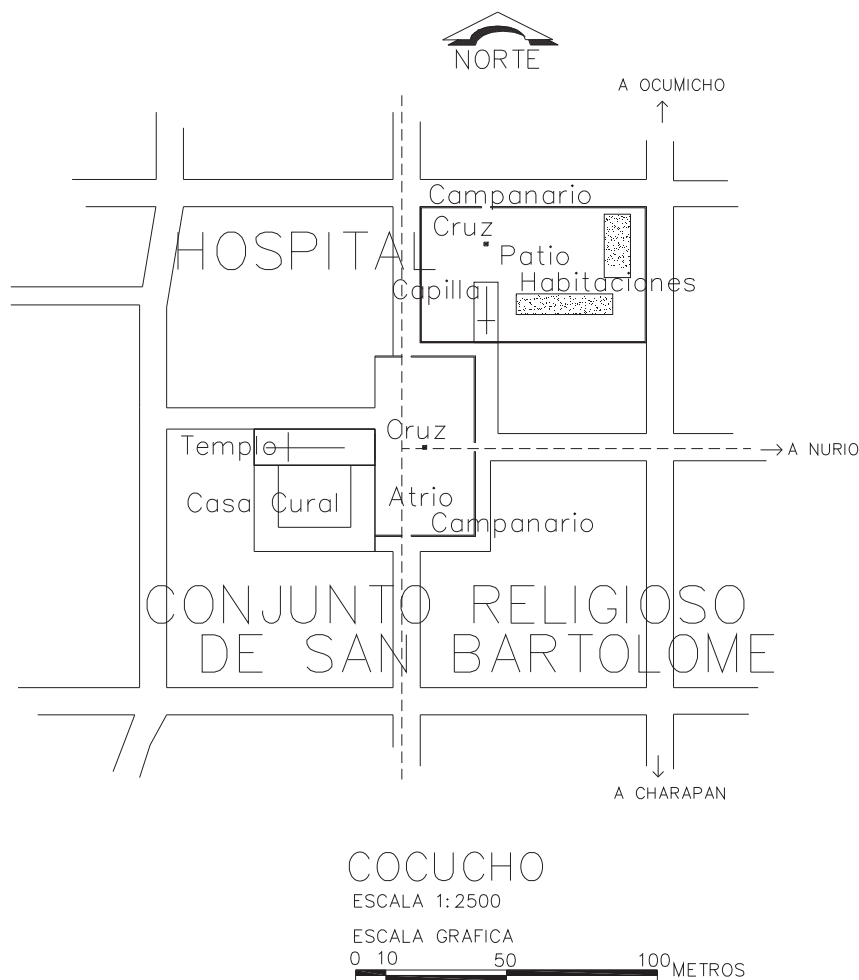 NORTE
A OCUMICHO
Campanario
Cruz
HOSPITAL
Patio
Capilla
Habitaciones
Cruz
Templo
A NURIO
Atrio
Casa Cural
Campanario
CONJUNTO RELIGIOSO
DE SAN BARTOLOME
A CHARAPAN
COCUCHO
ESCALA 1:2500
ESCALA GRAFICA
0 10 50 100 METROS